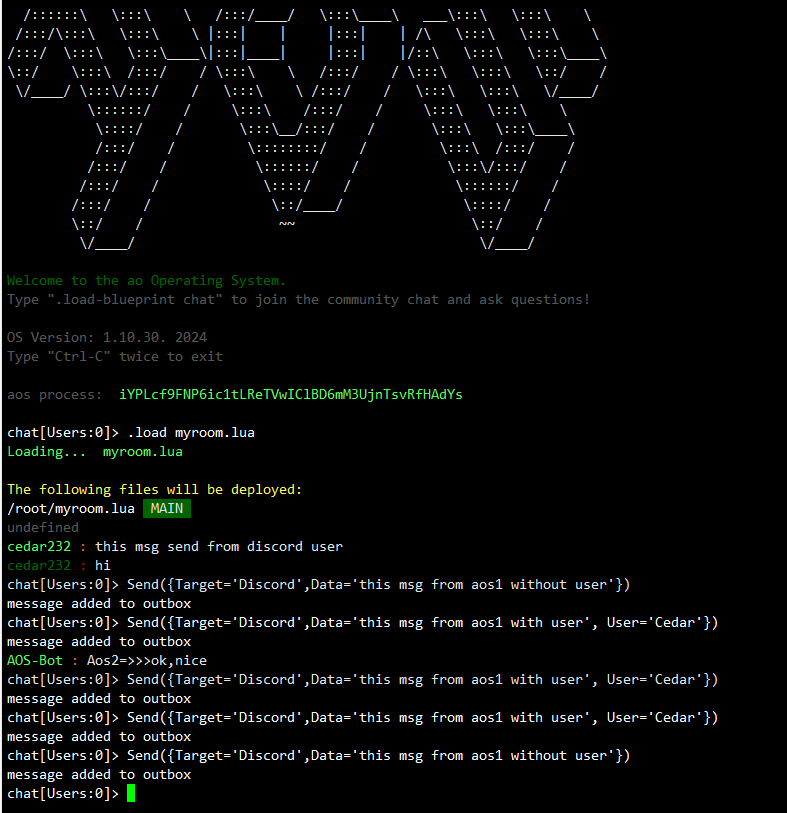 Welcome to the ao Operating System.
Type ".load-blueprint chat" to join the community chat and ask questions!
OS Version: 1.10.30. 2024
Type "Ctrl-C" twice to exit
aos process:  iYPLcf9FNP6ic1tLReTVwIClBD6mM3UjnTsvRfHAdYs
chat[Users:0]> .load myroom.lua
Loading...  myroom.lua
The following files will be deployed:
/root/myroom.lua  MAIN
undefined
cedar232 : this msg send from discord user
cedar232 : hi
chat[Users:0]> Send({Target='Discord',Data='this msg from aos1 without user'})
message added to outbox
chat[Users:0]> Send({Target='Discord',Data='this msg from aos1 with user', User='Cedar'})
message added to outbox
AOS-Bot : Aos2=>>>ok,nice
chat[Users:0]> Send({Target='Discord',Data='this msg from aos1 with user', User='Cedar'})
message added to outbox
chat[Users:0]> Send({Target='Discord',Data='this msg from aos1 with user', User='Cedar'})
message added to outbox
chat[Users:0]> Send({Target='Discord',Data='this msg from aos1 without user'})
message added to outbox
chat[Users:0]>